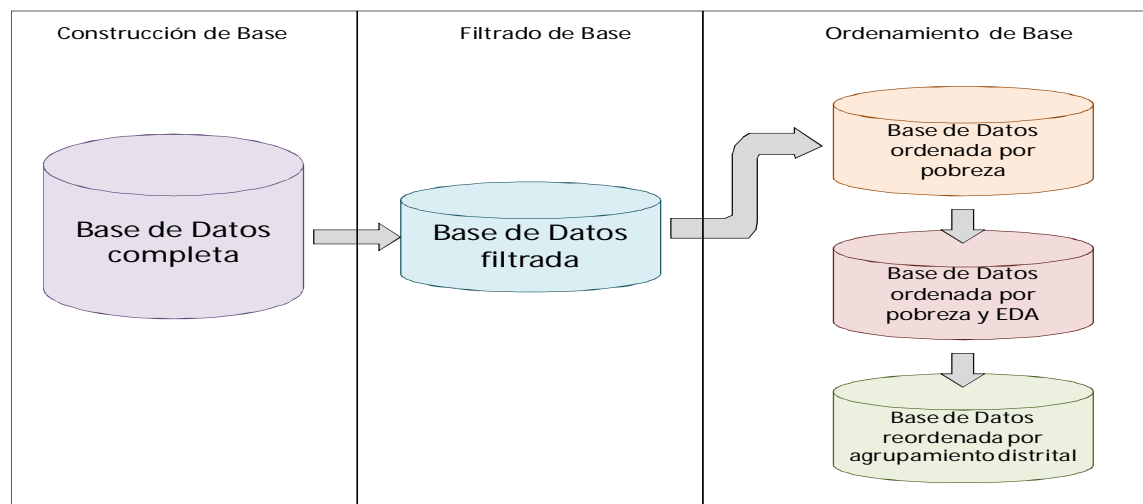 Construcción de Base
Filtrado de Base
Ordenamiento de Base
Base de Datos
completa
Base de Datos
filtrada
Base de Datos
ordenada por
pobreza
Base de Datos
ordenada por
pobreza y EDA
Base de Datos
reordenada por
agrupamiento distrital